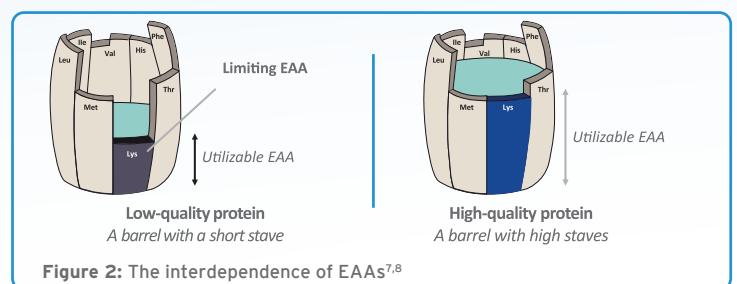 Leu
Ile
Val
His
Phe
Thr
Met
Lys
Limiting EAA
Utilizable EAA
Low-quality protein
A barrel with a short stave
Leu
Ile
Val
His
Phe
Thr
Met
Lys
Utilizable EAA
High-quality protein
A barrel with high staves
Figure 2: The interdependence of EAAs⁷,⁸